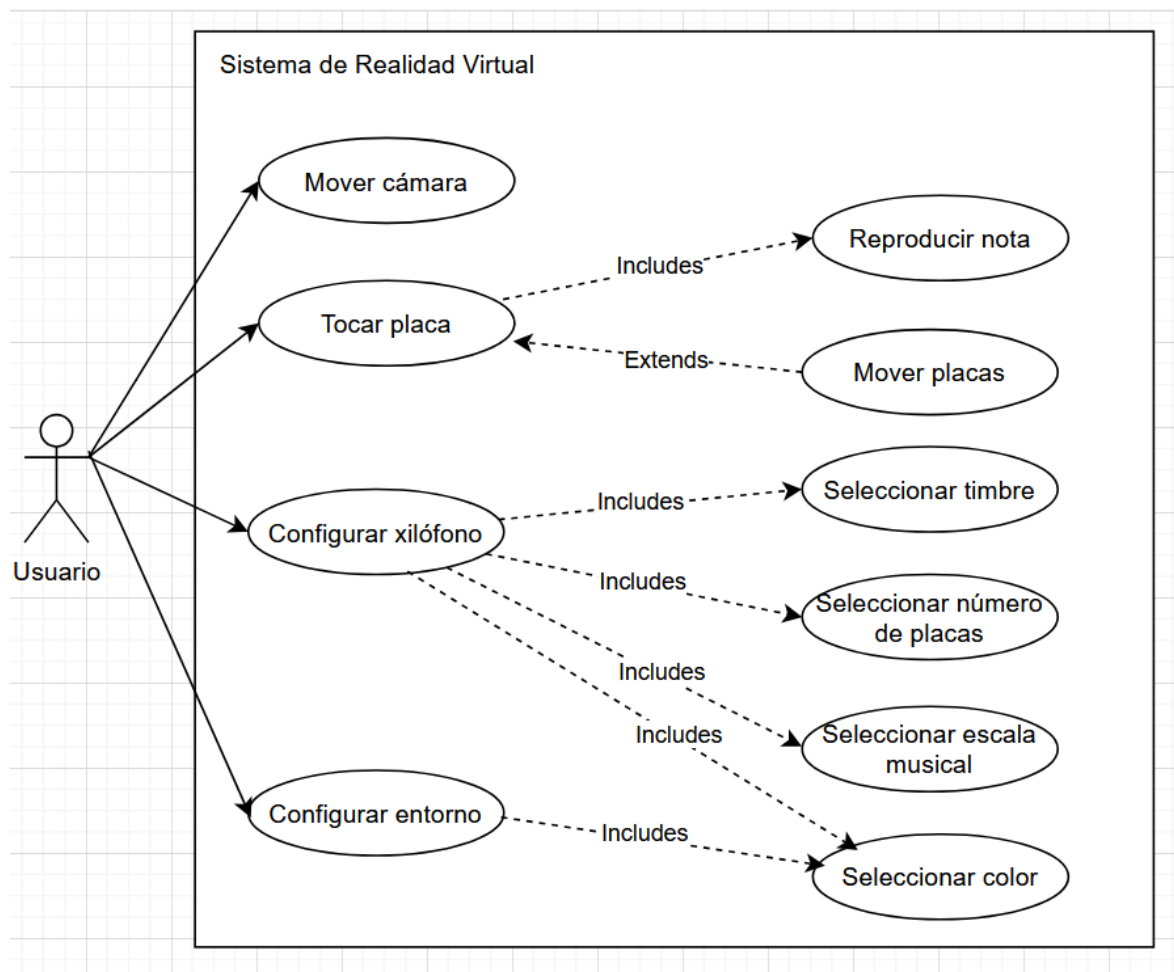 Sistema de Realidad Virtual
Mover cámara
Reproducir nota
Includes
Tocar placa
Extends
Mover placas
Usuario
Configurar xilófono
Includes
Seleccionar timbre
Includes
Seleccionar número
de placas
Includes
Seleccionar escala
musical
Includes
Configurar entorno
Includes
Seleccionar color